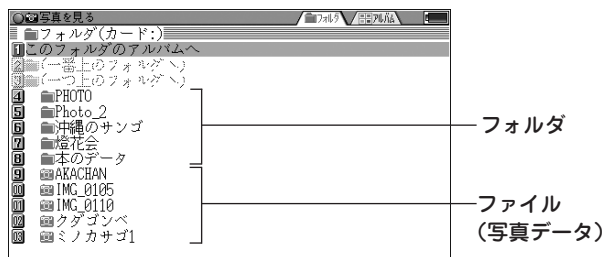 写真を見る フォルダ アルバム
フォルダ(カード:)
1 このフォルダのアルバムへ
2 (一番上のフォルダへ)
3 (一つ上のフォルダへ)
4 PHOTO
5 Photo_2
6 沖縄のサンゴ
7 燈花会
8 本のデータ
9 AKACHAN
10 IMG_0105
11 IMG_0110
12 クダゴンベ
13 ミノカサゴ1
フォルダ
ファイル
(写真データ)